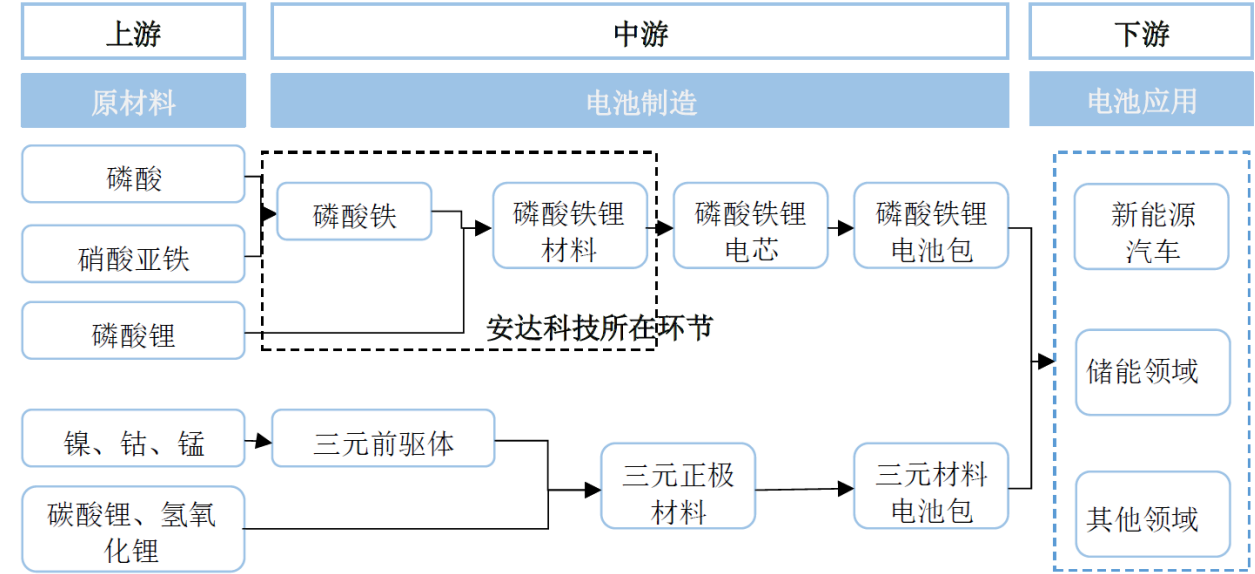 上游
中游
下游
原材料
电池制造
电池应用
磷酸
硝酸亚铁
磷酸锂
磷酸铁
磷酸铁锂
材料
磷酸铁锂
电芯
磷酸铁锂
电池包
安达科技所在环节
镍、钴、锰
碳酸锂、氢氧
化锂
三元前驱体
三元正极
材料
三元材料
电池包
新能源
汽车
储能领域
其他领域